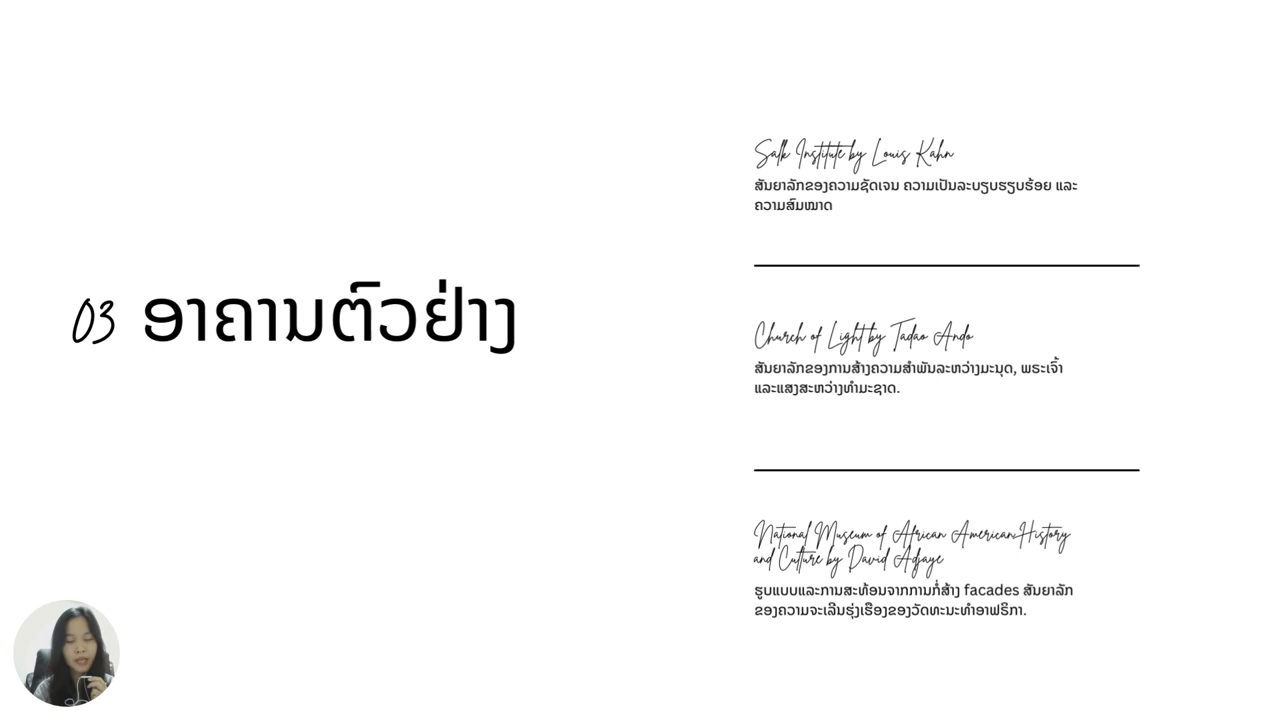 03 ອາຄານຕົວຢ່າງ
Salk Institute by Louis Kahn
ສັນຍາລັກຂອງຄວາມຊັດເຈນ ຄວາມເປັນລະບຽບຮຽບຮ້ອຍ ແລະ
ຄວາມສົມໝາດ
Church of Light by Tadao Ando
ສັນຍາລັກຂອງການສ້າງຄວາມສຳພັນລະຫວ່າງມະນຸດ, ພຣະເຈົ້າ
ແລະແສງສະຫວ່າງທຳມະຊາດ.
National Museum of African American History
and Culture by David Adjaye
ຮູບແບບແລະການສະທ້ອນຈາກການກໍ່ສ້າງ facades ສັນຍາລັກ
ຂອງຄວາມຈະເລີນຮຸ່ງເຮືອງຂອງວັດທະນະທຳອາຟຣິກາ.